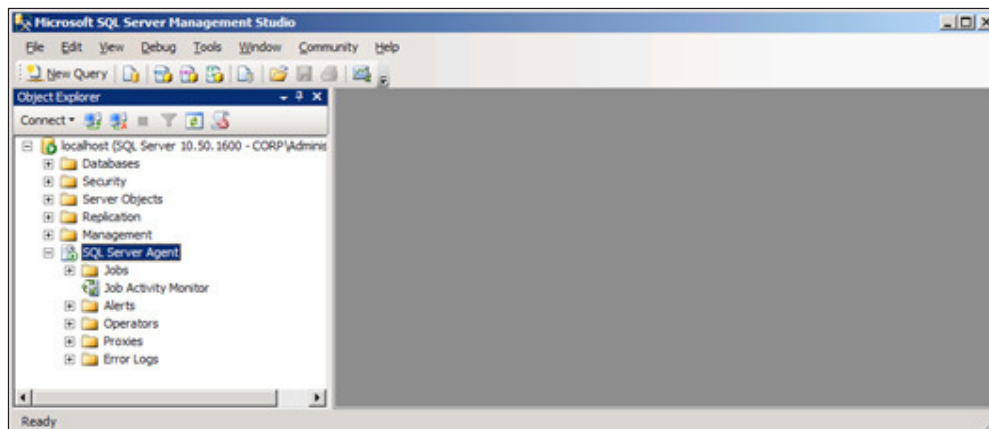 Microsoft SQL Server Management Studio
File Edit View Debug Tools Window Community Help
New Query
Object Explorer
Connect
localhost (SQL Server 10.50.1600 - CORP\Adminis
Databases
Security
Server Objects
Replication
Management
SQL Server Agent
Jobs
Job Activity Monitor
Alerts
Operators
Proxies
Error Logs
Ready